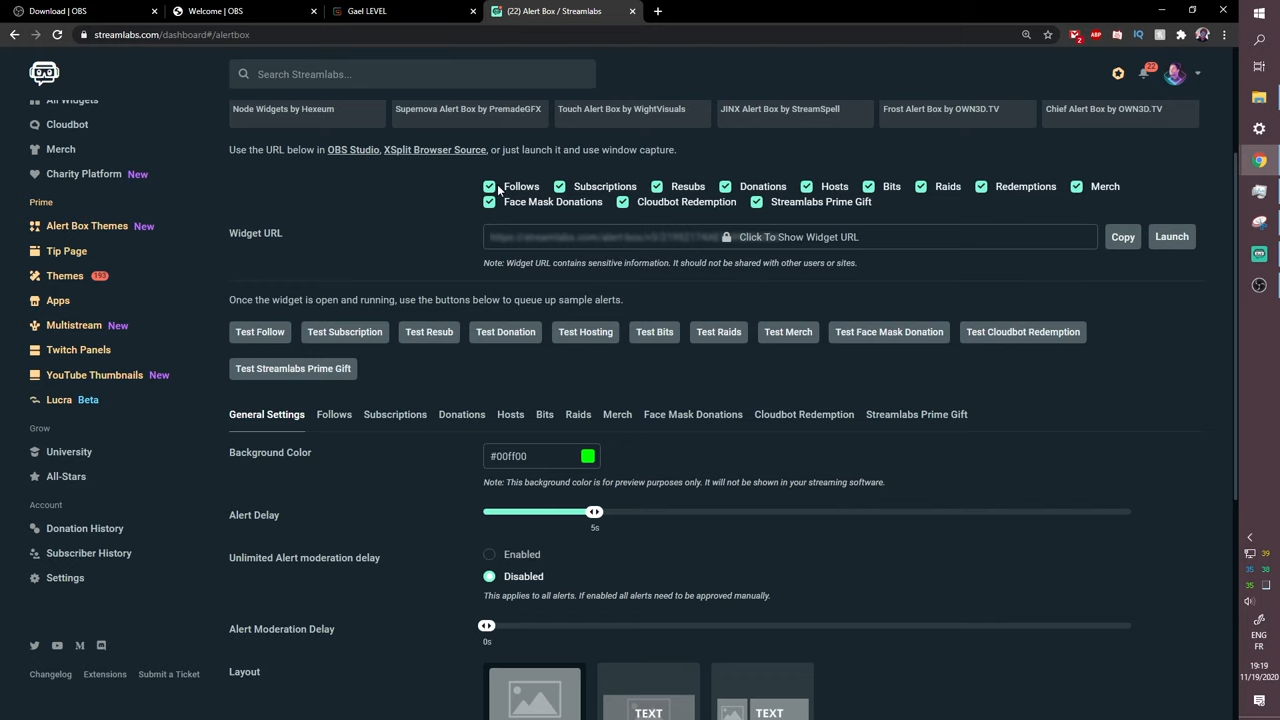 Download | OBS
Welcome | OBS
Gael LEVEL
(22) Alert Box / Streamlabs
streamlabs.com/dashboard#/alertbox
2
ABP
IQ
Search Streamlabs...
22
All Widgets
Cloudbot
Merch
Charity Platform New
Prime
Alert Box Themes New
Tip Page
Themes 193
Apps
Multistream New
Twitch Panels
YouTube Thumbnails New
Lucra Beta
Grow
University
All-Stars
Account
Donation History
Subscriber History
Settings
Changelog Extensions Submit a Ticket
Node Widgets by Hexeum
Supernova Alert Box by PremadeGFX
Touch Alert Box by WightVisuals
JINX Alert Box by StreamSpell
Frost Alert Box by OWN3D.TV
Chief Alert Box by OWN3D.TV
Use the URL below in OBS Studio, XSplit Browser Source, or just launch it and use window capture.
Follows Subscriptions Resubs Donations Hosts Bits Raids Redemptions Merch
Face Mask Donations Cloudbot Redemption Streamlabs Prime Gift
Widget URL
Click To Show Widget URL
Copy
Launch
Note: Widget URL contains sensitive information. It should not be shared with other users or sites.
Once the widget is open and running, use the buttons below to queue up sample alerts.
Test Follow Test Subscription Test Resub Test Donation Test Hosting Test Bits Test Raids Test Merch Test Face Mask Donation Test Cloudbot Redemption
Test Streamlabs Prime Gift
General Settings Follows Subscriptions Donations Hosts Bits Raids Merch Face Mask Donations Cloudbot Redemption Streamlabs Prime Gift
Background Color
#00ff00
Note: This background color is for preview purposes only. It will not be shown in your streaming software.
Alert Delay
5s
Unlimited Alert moderation delay
Enabled
Disabled
This applies to all alerts. If enabled all alerts need to be approved manually.
Alert Moderation Delay
0s
Layout
TEXT
TEXT
39
35 38
35
ENG
FR
19:19
11/19/2020